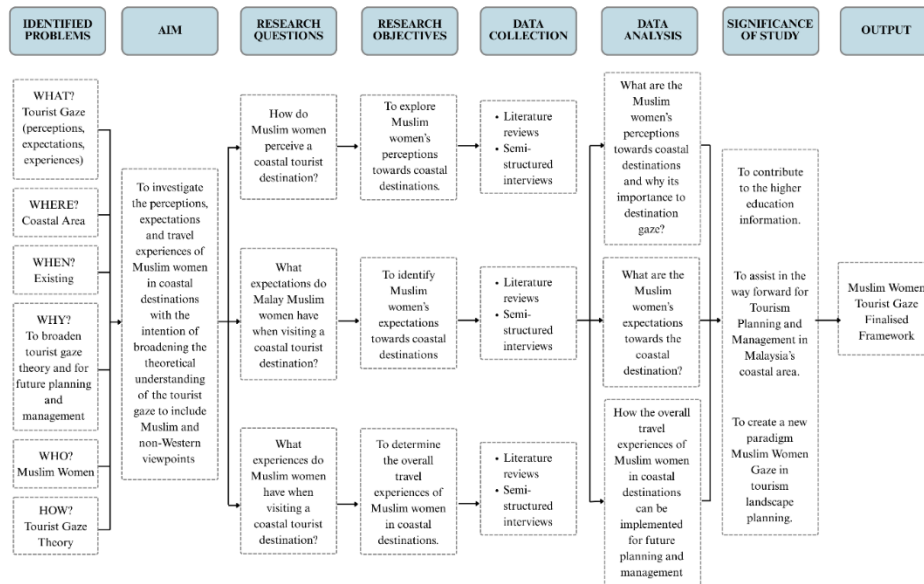 IDENTIFIED
PROBLEMS
AIM
RESEARCH
QUESTIONS
RESEARCH
OBJECTIVES
DATA
COLLECTION
DATA
ANALYSIS
SIGNIFICANCE
OF STUDY
OUTPUT
WHAT?
Tourist Gaze
(perceptions,
expectations,
experiences)
WHERE?
Coastal Area
WHEN?
Existing
WHY?
To broaden
tourist gaze
theory and for
future planning
and
management
WHO?
Muslim Women
HOW?
Tourist Gaze
Theory
To investigate
the perceptions,
expectations
and travel
experiences of
Muslim women
in coastal
destinations
with the
intention of
broadening the
theoretical
understanding
of the tourist
gaze to include
Muslim and
non-Western
viewpoints
How do
Muslim women
perceive a
coastal tourist
destination?
What
expectations do
Malay Muslim
women have
when visiting a
coastal tourist
destination?
What
experiences do
Muslim women
have when
visiting a
coastal tourist
destination?
To explore
Muslim
women's
perceptions
towards coastal
destinations.
To identify
Muslim
women's
expectations
towards coastal
destinations
To determine
the overall
travel
experiences of
Muslim women
in coastal
destinations.
• Literature
reviews
• Semi-
structured
interviews
• Literature
reviews
• Semi-
structured
interviews
• Literature
reviews
• Semi-
structured
interviews
What are the
Muslim
women's
perceptions
towards coastal
destinations
and why its
importance to
destination
gaze?
What are the
Muslim
women's
expectations
towards the
coastal
destination?
How the overall
travel
experiences of
Muslim women
in coastal
destinations
can be
implemented
for future
planning and
management
To contribute
to the higher
education
information.
To assist in the
way forward for
Tourism
Planning and
Management in
Malaysia's
coastal area.
To create a new
paradigm
Muslim Women
Gaze in
tourism
landscape
planning.
Muslim Women
Tourist Gaze
Finalised
Framework